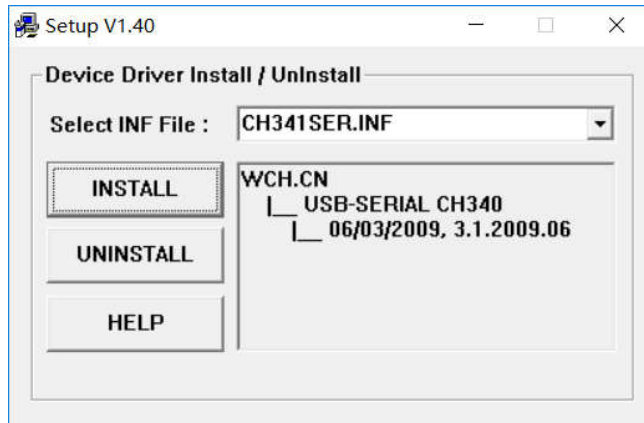 Setup V1.40
Device Driver Install / UnInstall
Select INF File : CH341SER.INF
INSTALL
UNINSTALL
HELP
WCH.CN
|__ USB-SERIAL CH340
|__ 06/03/2009, 3.1.2009.06